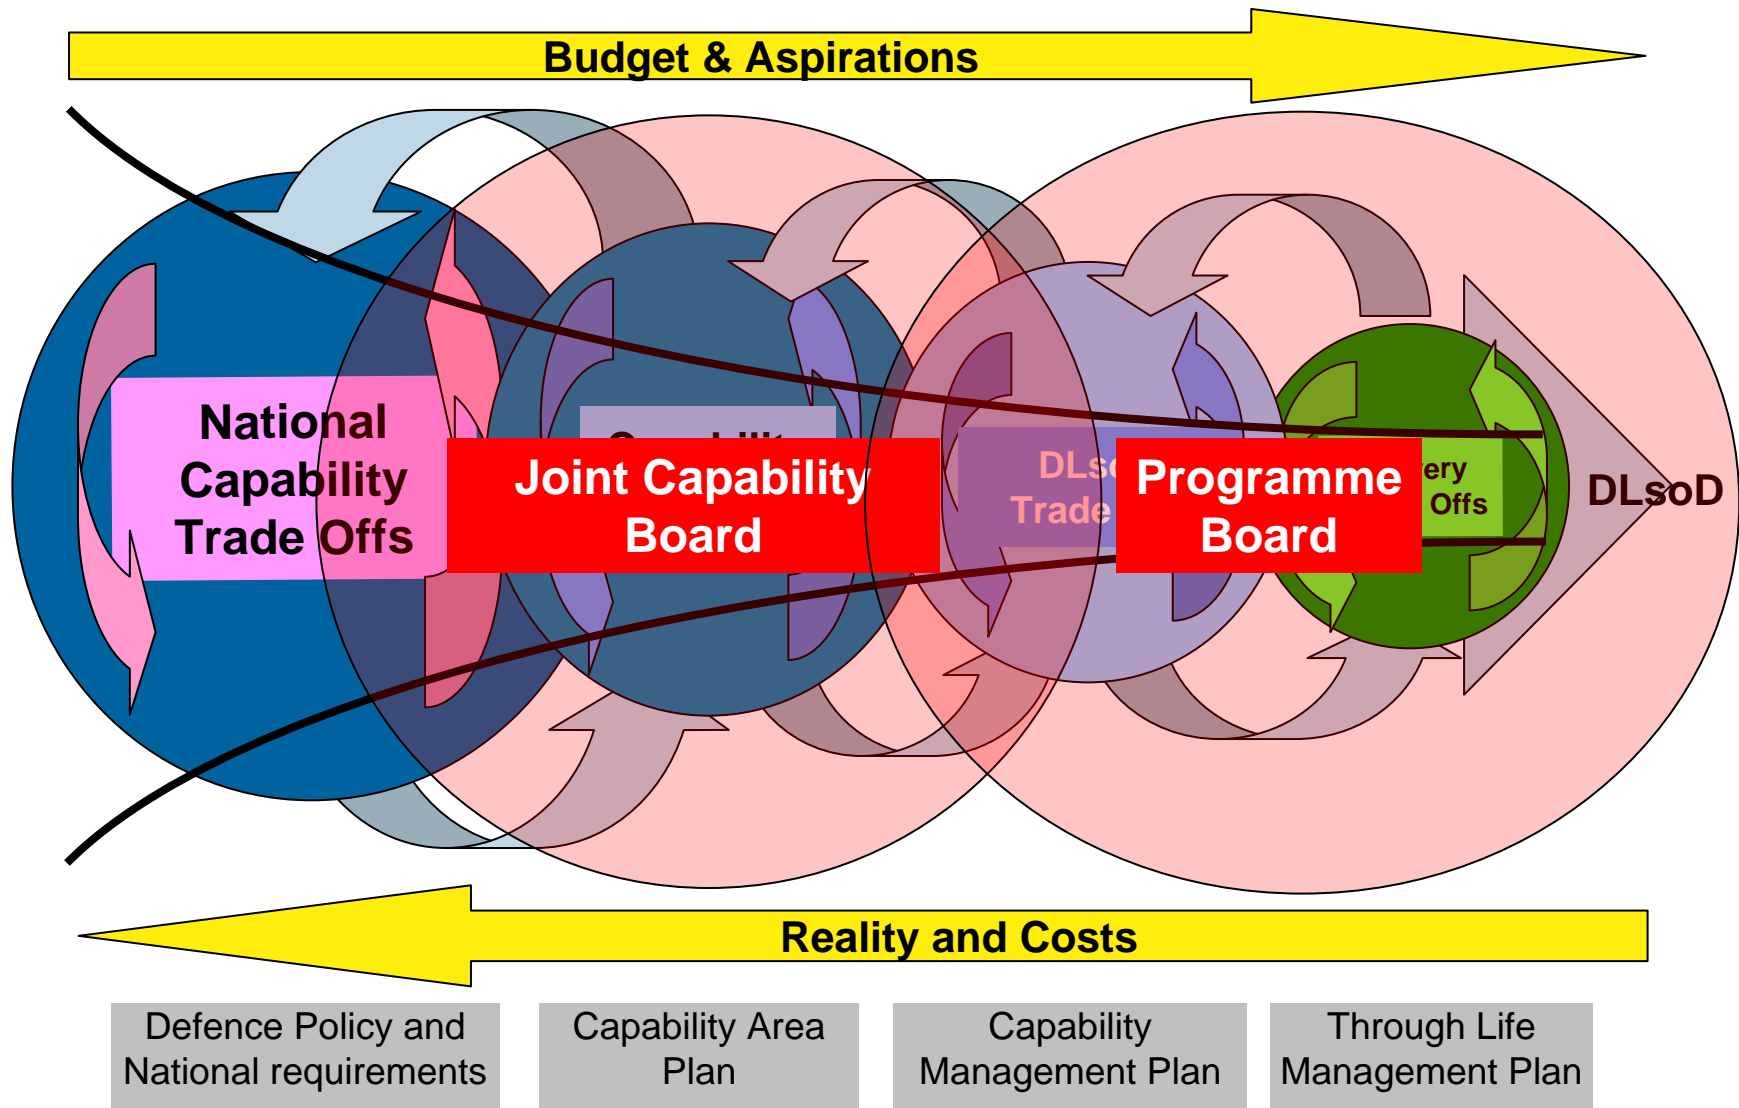 Budget & Aspirations
National
Capability
Trade Offs
Joint Capability
Board
Trade
Programme
Board
Offs
DLsoD
Reality and Costs
Defence Policy and
National requirements
Capability Area
Plan
Capability
Management Plan
Through Life
Management Plan